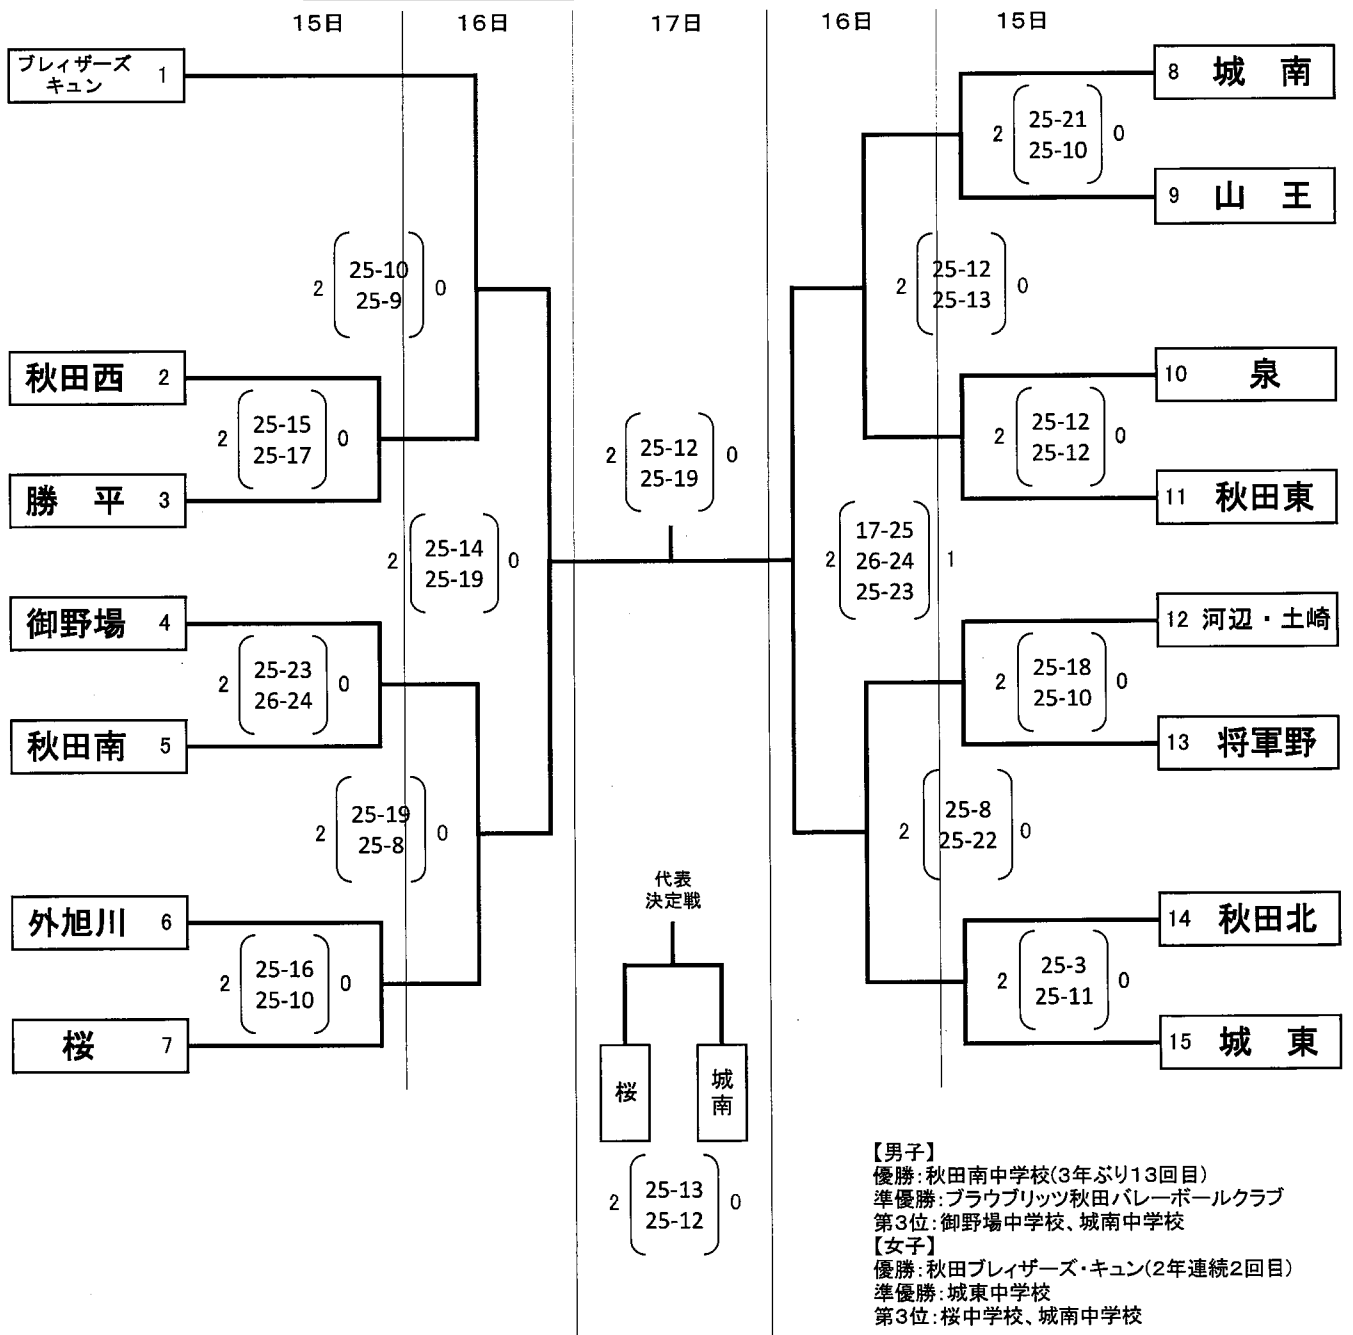 15日 16日 17日 16日 15日
ブレィザーズ
キュン 1
秋田西 2
勝 平 3
御野場 4
秋田南 5
外旭川 6
桜 7
2 25-10 0
25-9
2 25-15 0
25-17
2 25-14 0
25-19
2 25-23 0
26-24
2 25-19 0
25-8
2 25-16 0
25-10
2 25-12 0
25-19
代表
決定戦
桜
城南
2 25-13 0
25-12
8 城 南
9 山 王
10 泉
11 秋田東
12 河辺・土崎
13 将軍野
14 秋田北
15 城 東
2 25-21 0
25-10
2 25-12 0
25-13
2 25-12 0
25-12
17-25
2 26-24 1
25-23
2 25-18 0
25-10
2 25-8 0
25-22
2 25-3 0
25-11
【男子】
優勝:秋田南中学校(3年ぶり13回目)
準優勝:ブラウブリッツ秋田バレーボールクラブ
第3位:御野場中学校、城南中学校
【女子】
優勝:秋田ブレィザーズ・キュン(2年連続2回目)
準優勝:城東中学校
第3位:桜中学校、城南中学校